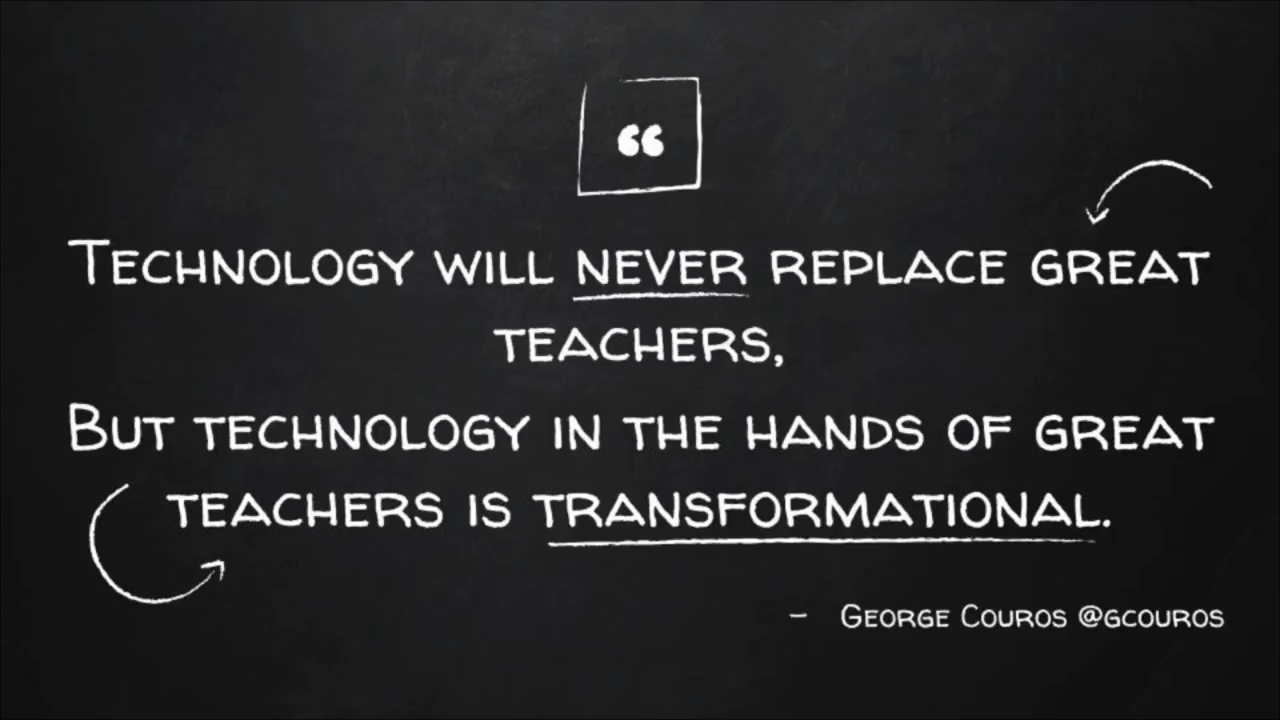 “
Technology will never replace great
teachers,
But technology in the hands of great
teachers is transformational.
– George Couros @gcouros